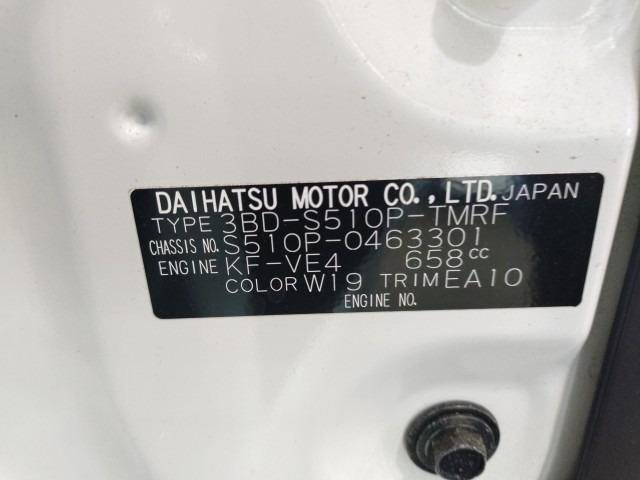 DAIHATSU MOTOR CO.,LTD. JAPAN
TYPE 3BD-S510P-TMRF
CHASSIS NO. S510P-0463301
ENGINE KF-VE4 658cc
COLOR W19 TRIM EA10
ENGINE NO.